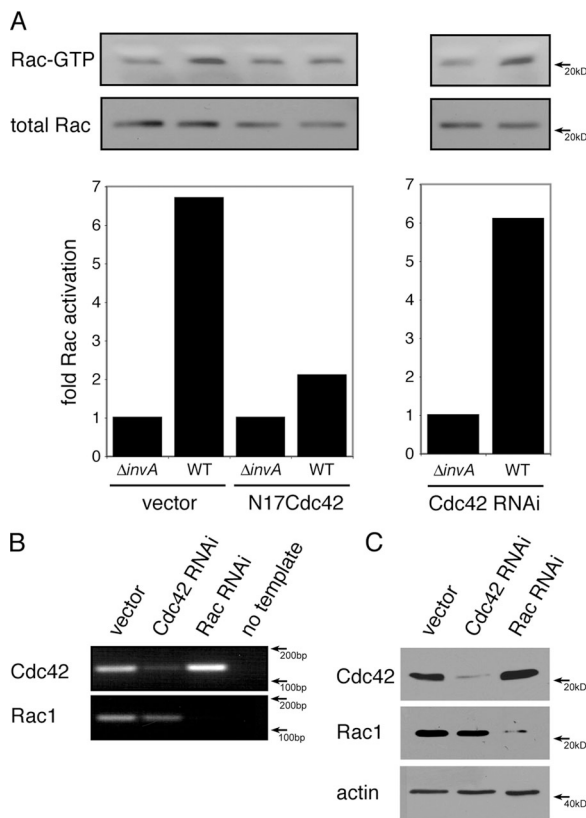 A
Rac-GTP
20kD
20kD
total Rac
20kD
20kD
fold Rac activation
7
6
5
4
3
2
1
0
7
6
5
4
3
2
1
0
ΔinvA WT ΔinvA WT
vector N17Cdc42
ΔinvA WT
Cdc42 RNAi
B
vector
Cdc42 RNAi
Rac RNAi
no template
Cdc42
200bp
100bp
Rac1
200bp
100bp
C
vector
Cdc42 RNAi
Rac RNAi
Cdc42
20kD
Rac1
20kD
actin
40kD